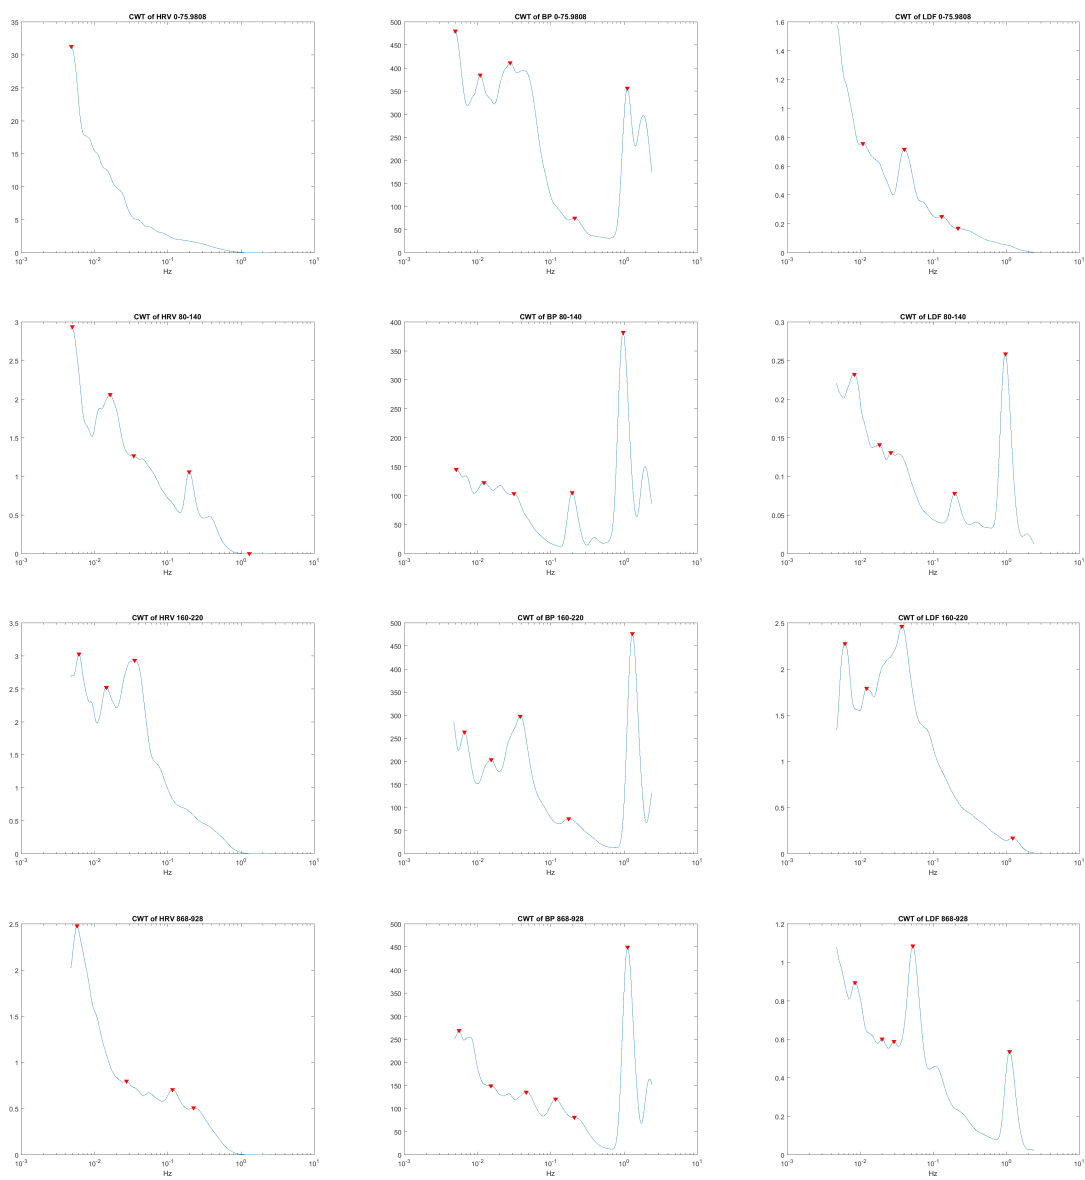 CWT of HRV 0-75.9808
35
30
25
20
15
10
5
0
10⁻³ 10⁻² 10⁻¹ 10⁰ 10¹
Hz
CWT of BP 0-75.9808
500
450
400
350
300
250
200
150
100
50
0
10⁻³ 10⁻² 10⁻¹ 10⁰ 10¹
Hz
CWT of LDF 0-75.9808
1.6
1.4
1.2
1
0.8
0.6
0.4
0.2
0
10⁻³ 10⁻² 10⁻¹ 10⁰ 10¹
Hz
CWT of HRV 80-140
3
2.5
2
1.5
1
0.5
0
10⁻³ 10⁻² 10⁻¹ 10⁰ 10¹
Hz
CWT of BP 80-140
400
350
300
250
200
150
100
50
0
10⁻³ 10⁻² 10⁻¹ 10⁰ 10¹
Hz
CWT of LDF 80-140
0.3
0.25
0.2
0.15
0.1
0.05
0
10⁻³ 10⁻² 10⁻¹ 10⁰ 10¹
Hz
CWT of HRV 160-220
3.5
3
2.5
2
1.5
1
0.5
0
10⁻³ 10⁻² 10⁻¹ 10⁰ 10¹
Hz
CWT of BP 160-220
500
450
400
350
300
250
200
150
100
50
0
10⁻³ 10⁻² 10⁻¹ 10⁰ 10¹
Hz
CWT of LDF 160-220
2.5
2
1.5
1
0.5
0
10⁻³ 10⁻² 10⁻¹ 10⁰ 10¹
Hz
CWT of HRV 868-928
2.5
2
1.5
1
0.5
0
10⁻³ 10⁻² 10⁻¹ 10⁰ 10¹
Hz
CWT of BP 868-928
500
450
400
350
300
250
200
150
100
50
0
10⁻³ 10⁻² 10⁻¹ 10⁰ 10¹
Hz
CWT of LDF 868-928
1.2
1
0.8
0.6
0.4
0.2
0
10⁻³ 10⁻² 10⁻¹ 10⁰ 10¹
Hz